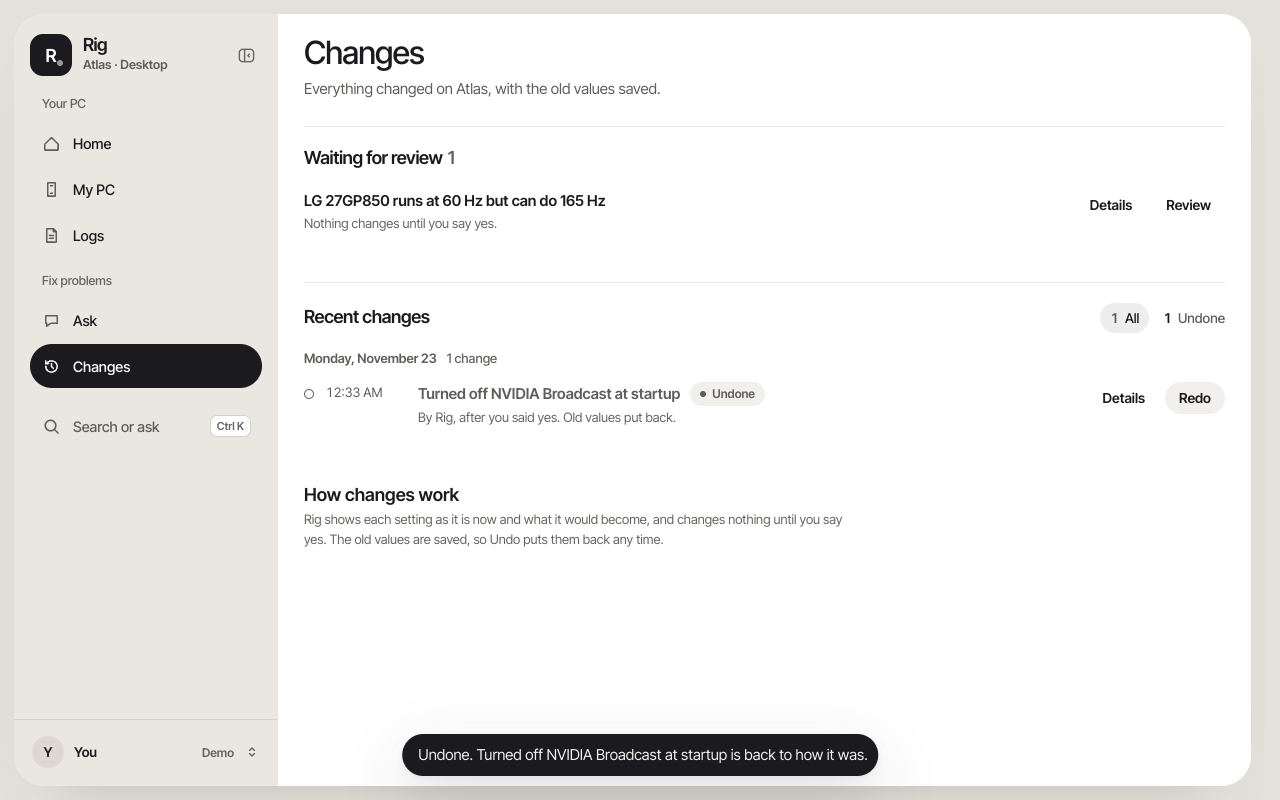 R.
Rig
Atlas · Desktop
Your PC
Home
My PC
Logs
Fix problems
Ask
Changes
Search or ask
Ctrl K
Y
You
Demo
Changes
Everything changed on Atlas, with the old values saved.
Waiting for review 1
LG 27GP850 runs at 60 Hz but can do 165 Hz
Nothing changes until you say yes.
Details
Review
Recent changes
1 All
1 Undone
Monday, November 23 1 change
12:33 AM
Turned off NVIDIA Broadcast at startup
Undone
By Rig, after you said yes. Old values put back.
Details
Redo
How changes work
Rig shows each setting as it is now and what it would become, and changes nothing until you say
yes. The old values are saved, so Undo puts them back any time.
Undone. Turned off NVIDIA Broadcast at startup is back to how it was.